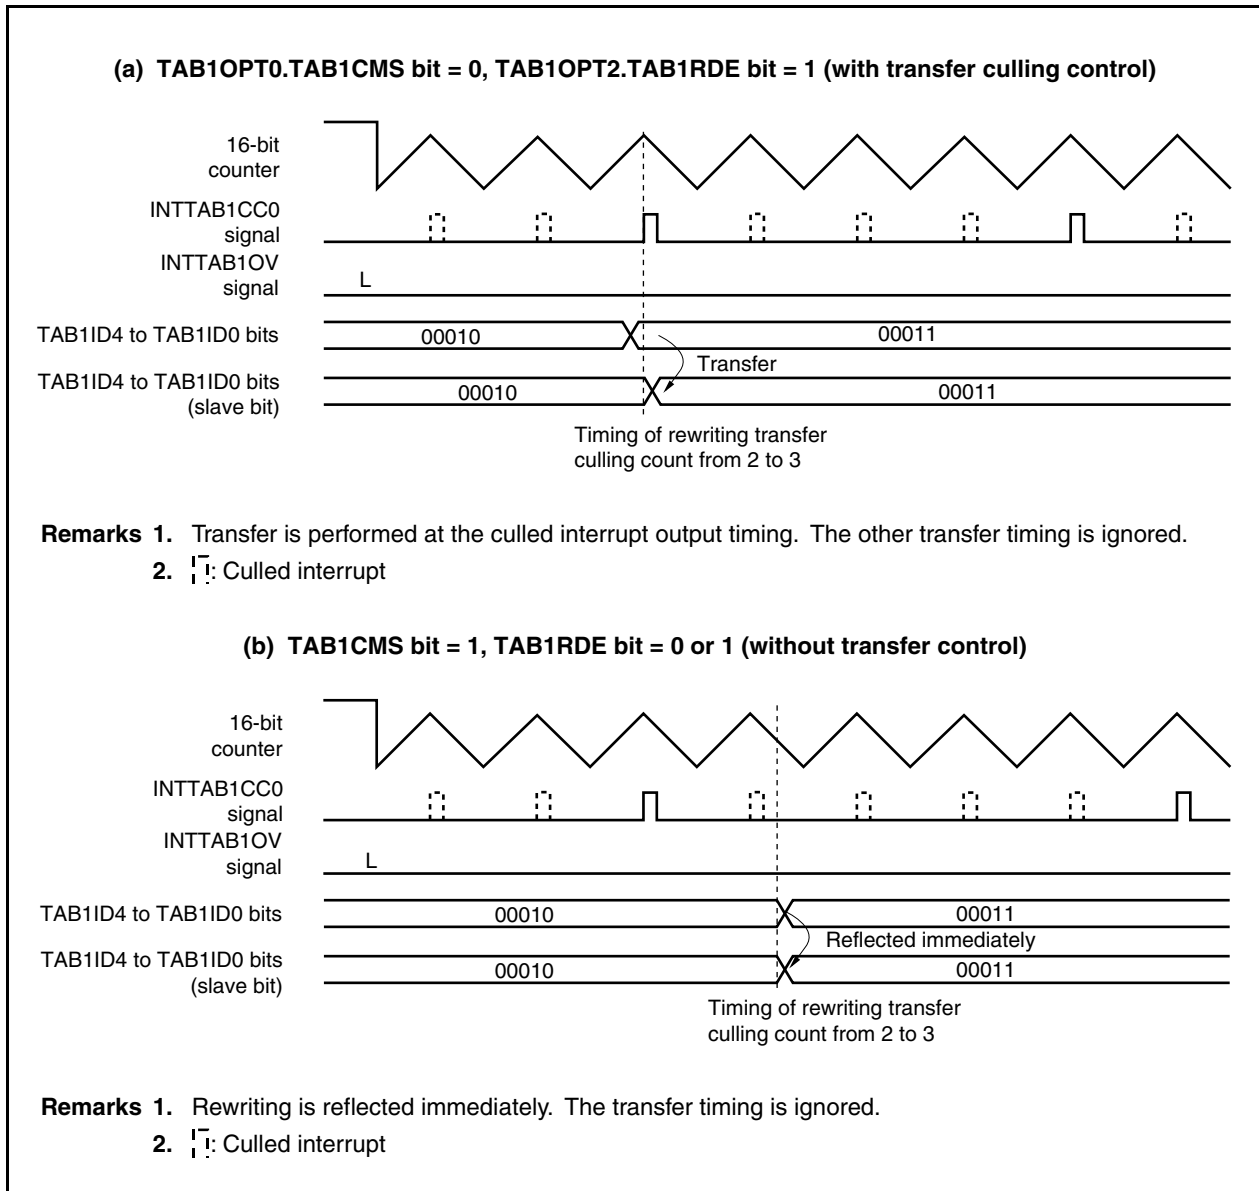 (a) TAB1OPT0.TAB1CMS bit = 0, TAB1OPT2.TAB1RDE bit = 1 (with transfer culling control)
16-bit
counter
INTTAB1CC0
signal
INTTAB1OV
signal
L
TAB1ID4 to TAB1ID0 bits
00010
00011
Transfer
TAB1ID4 to TAB1ID0 bits
(slave bit)
00010
00011
Timing of rewriting transfer
culling count from 2 to 3
Remarks 1. Transfer is performed at the culled interrupt output timing. The other transfer timing is ignored.
2. : Culled interrupt
(b) TAB1CMS bit = 1, TAB1RDE bit = 0 or 1 (without transfer control)
16-bit
counter
INTTAB1CC0
signal
INTTAB1OV
signal
L
TAB1ID4 to TAB1ID0 bits
00010
00011
Reflected immediately
TAB1ID4 to TAB1ID0 bits
(slave bit)
00010
00011
Timing of rewriting transfer
culling count from 2 to 3
Remarks 1. Rewriting is reflected immediately. The transfer timing is ignored.
2. : Culled interrupt